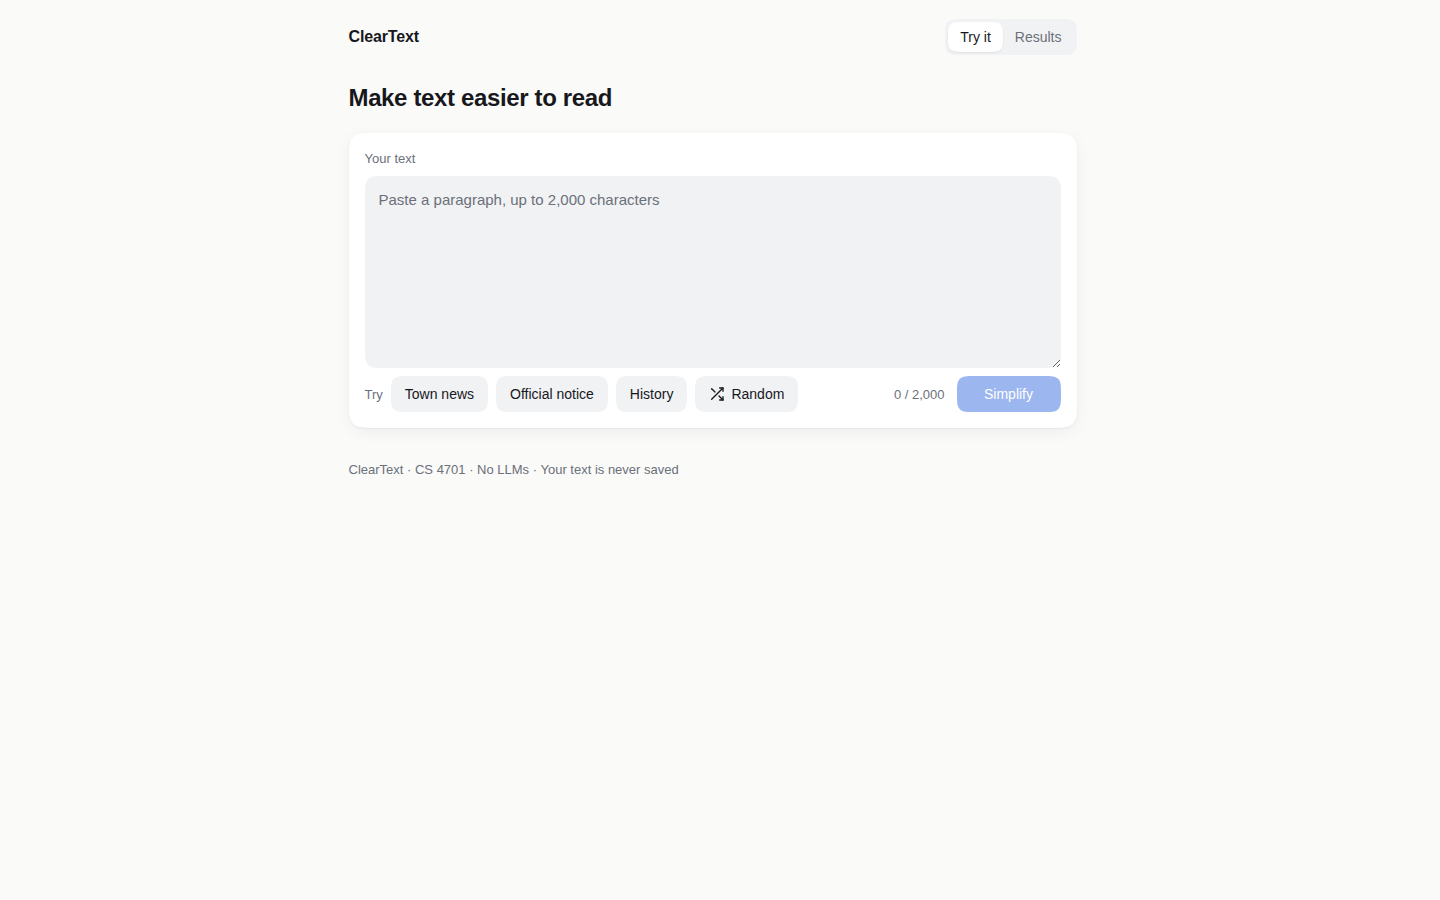 ClearText
Try it
Results
Make text easier to read
Your text
Paste a paragraph, up to 2,000 characters
Try
Town news
Official notice
History
Random
0 / 2,000
Simplify
ClearText · CS 4701 · No LLMs · Your text is never saved